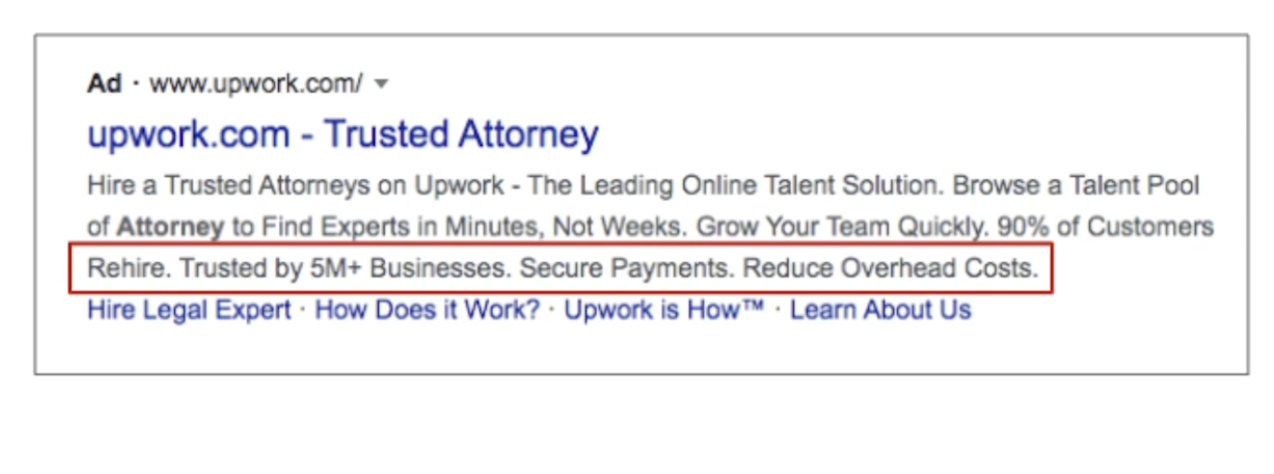 Ad · www.upwork.com/
upwork.com - Trusted Attorney
Hire a Trusted Attorneys on Upwork - The Leading Online Talent Solution. Browse a Talent Pool
of Attorney to Find Experts in Minutes, Not Weeks. Grow Your Team Quickly. 90% of Customers
Rehire. Trusted by 5M+ Businesses. Secure Payments. Reduce Overhead Costs.
Hire Legal Expert · How Does it Work? · Upwork is How™ · Learn About Us